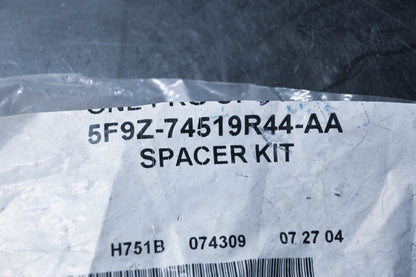 5F9Z-74519R44-AA
SPACER KIT
H751B 074309 07 27 04